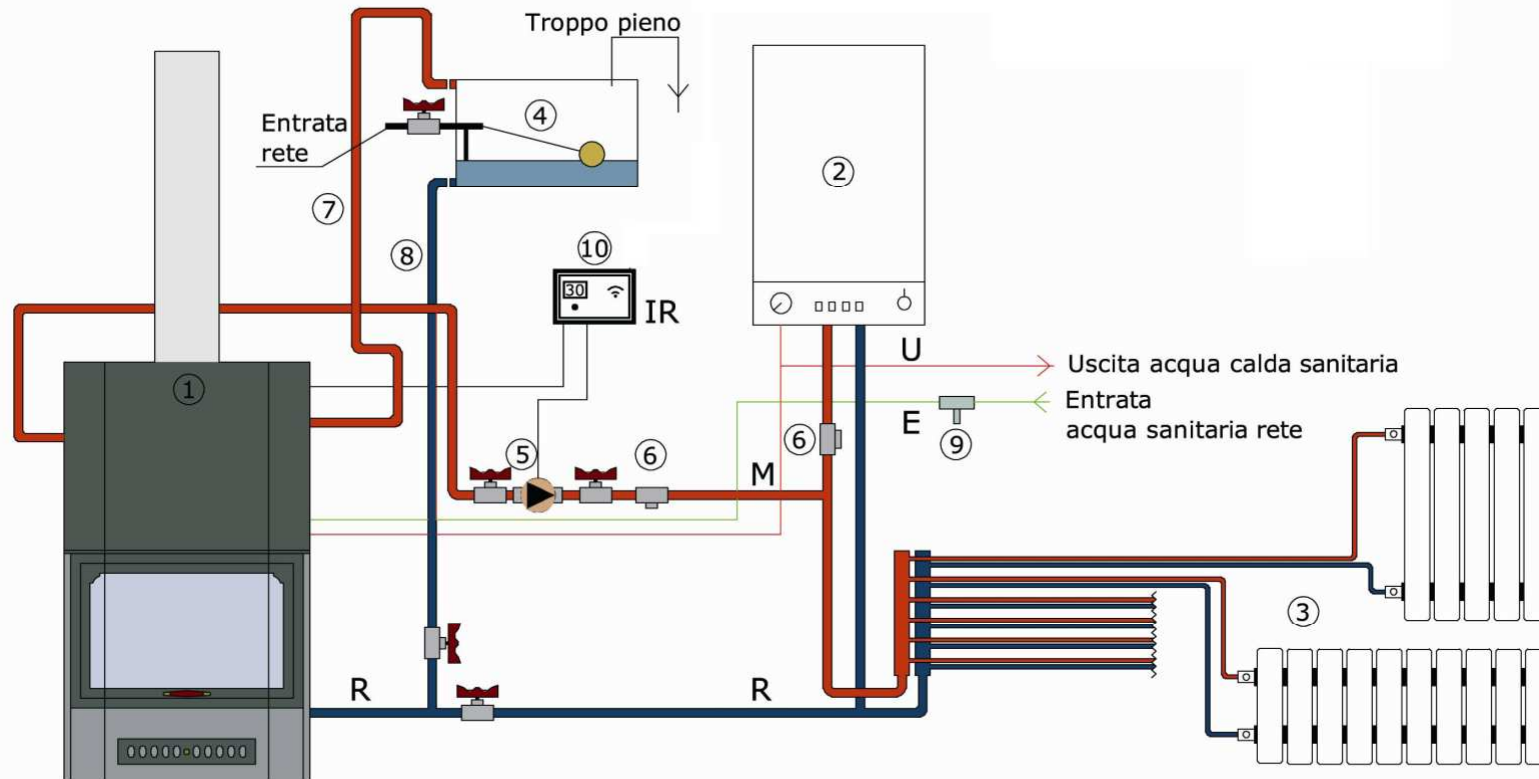 Troppo pieno
Entrata
rete
4
2
7
8
10
30
IR
U
Uscita acqua calda sanitaria
1
E
Entrata
acqua sanitaria rete
9
5
6
6
M
3
R
R